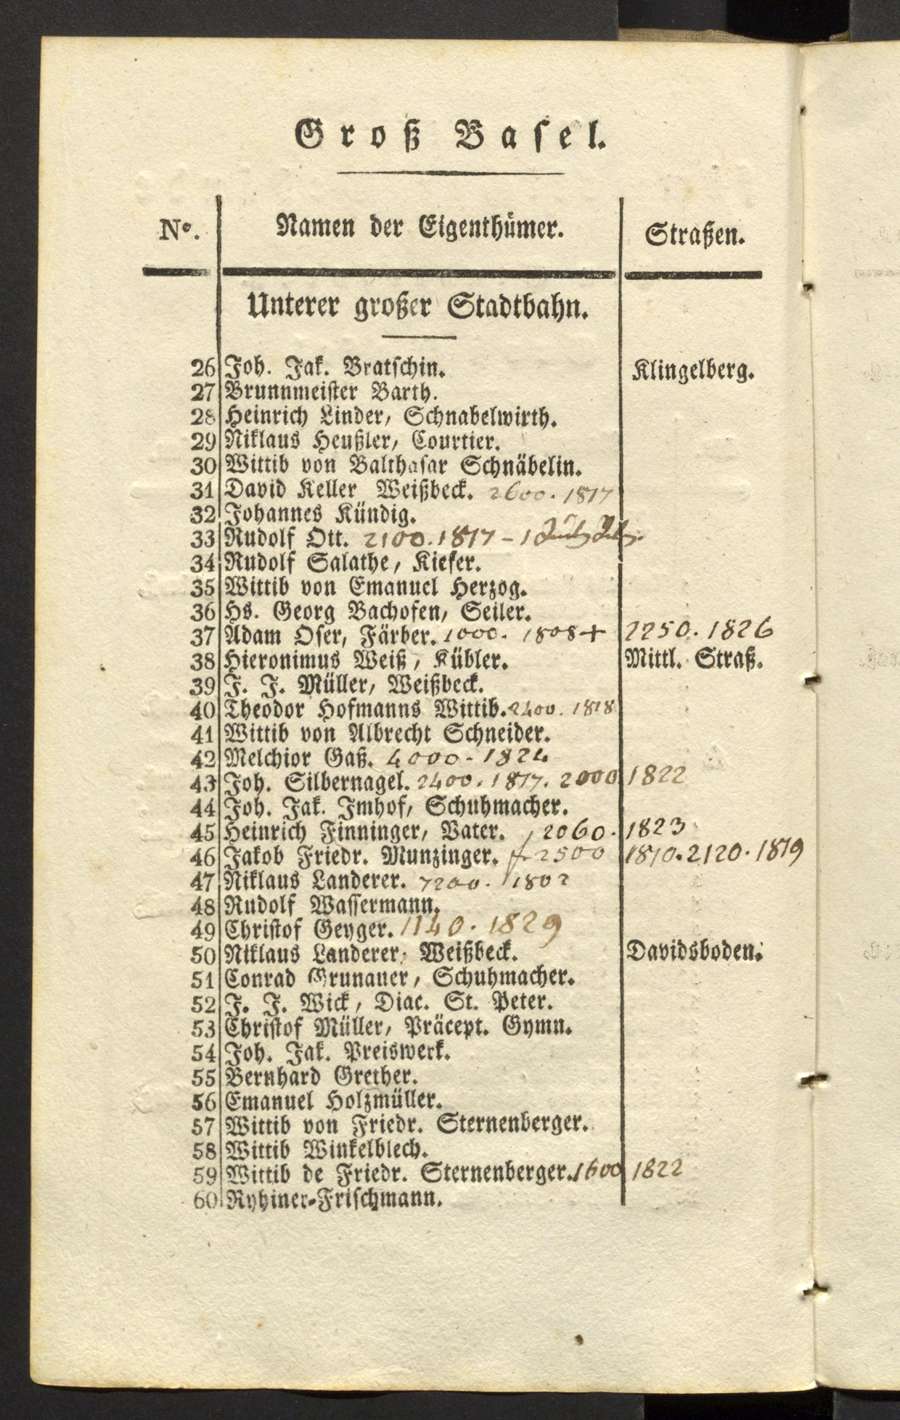 Groß Basel.
No. Namen der Eigenthümer. Straßen.
Unterer großer Stadtbahn.
26 Joh. Jak. Bratschin. Klingelberg.
27 Brunnmeister Barth.
28 Heinrich Linder, Schnabelwirth.
29 Niklaus Heußler, Courtier.
30 Wittib von Balthasar Schnäbelin.
31 David Keller Weißbeck. 2600. 1817
32 Johannes Kündig.
33 Rudolf Ott. 2100. 1817 - 1
34 Rudolf Salathe, Kiefer.
35 Wittib von Emanuel Herzog.
36 Hs. Georg Bachofen, Seiler.
37 Adam Oser, Färber. 1000. 1808 + 2250. 1826
38 Hieronimus Weiß, Kübler. Mittl. Straß.
39 J. J. Müller, Weißbeck.
40 Theodor Hofmanns Wittib. 2400. 1818
41 Wittib von Albrecht Schneider.
42 Melchior Gaß. 4000 - 1824
43 Joh. Silbernagel. 2400. 1817. 2000 1822
44 Joh. Jak. Imhof, Schuhmacher.
45 Heinrich Finninger, Vater. 2060. 1823
46 Jakob Friedr. Munzinger. f 2500 1810. 2120. 1819
47 Niklaus Landerer. 7200. 1802
48 Rudolf Wassermann.
49 Christof Geyger. 1140. 1829
50 Niklaus Landerer, Weißbeck. Davidsboden.
51 Conrad Grunauer, Schuhmacher.
52 J. J. Wick, Diac. St. Peter.
53 Christof Müller, Präcept. Gymn.
54 Joh. Jak. Preiswerk.
55 Bernhard Grether.
56 Emanuel Holzmüller.
57 Wittib von Friedr. Sternenberger.
58 Wittib Winkelblech.
59 Wittib de Friedr. Sternenberger. 1600 1822
60 Ryhiner-Frischmann.